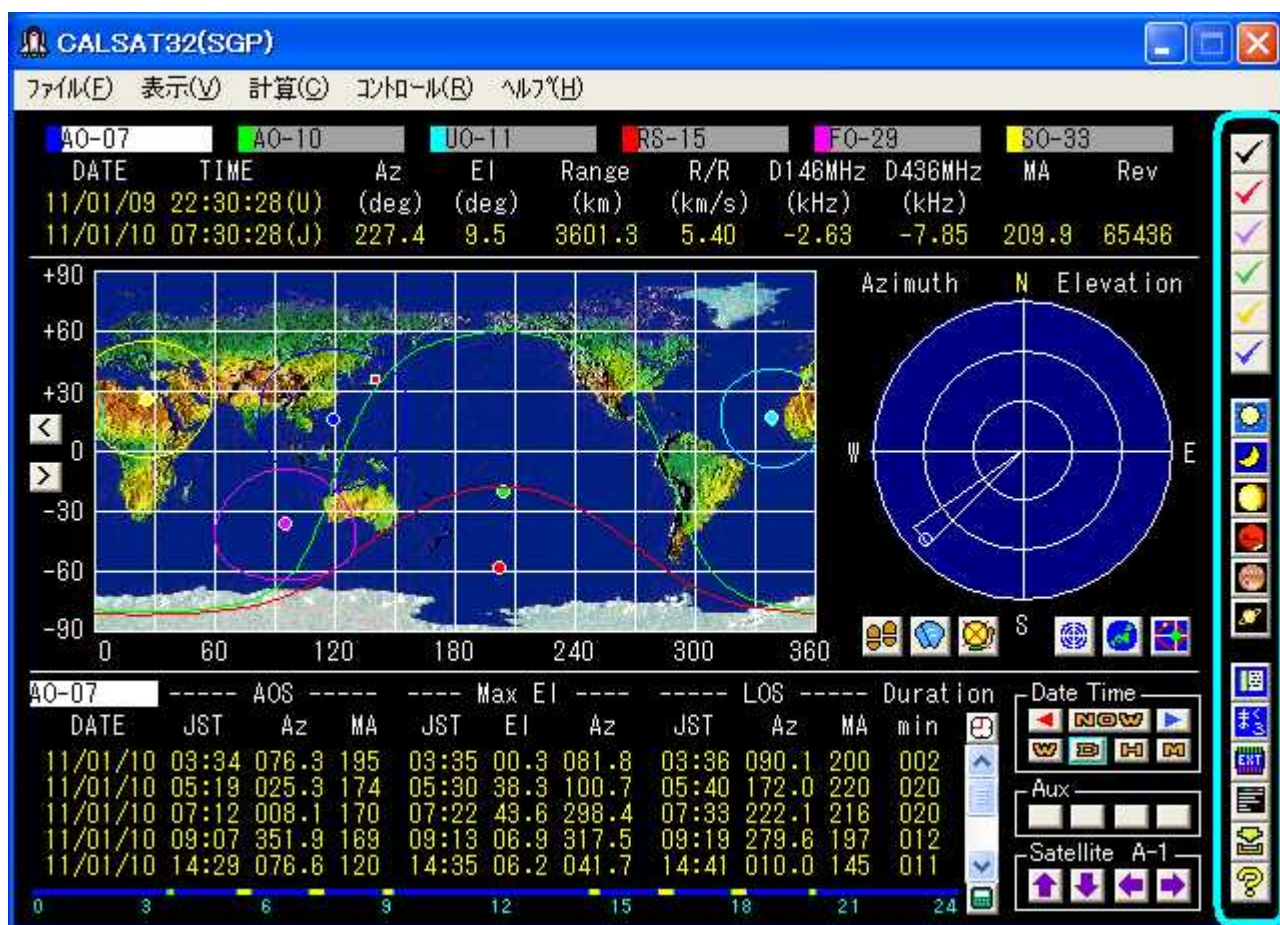 CALSAT32(SGP)
ファイル(F) 表示(V) 計算(C) コントロール(R) ヘルプ(H)
AO-07 AO-10 UO-11 RS-15 FO-29 SO-33
DATE TIME Az El Range R/R D146MHz D436MHz MA Rev
11/01/09 22:30:28(U) (deg) (deg) (km) (km/s) (kHz) (kHz)
11/01/10 07:30:28(J) 227.4 9.5 3601.3 5.40 -2.63 -7.85 209.9 65436
+90
+60
+30
0
-30
-60
-90
< 
>
0 60 120 180 240 300 360
Azimuth N Elevation
W E
S
AO-07 ----- AOS ----- ---- Max El ---- ----- LOS ----- Duration
DATE JST Az MA JST El Az JST Az MA min
11/01/10 03:34 076.3 195 03:35 00.3 081.8 03:36 090.1 200 002
11/01/10 05:19 025.3 174 05:30 38.3 100.7 05:40 172.0 220 020
11/01/10 07:12 008.1 170 07:22 43.6 298.4 07:33 222.1 216 020
11/01/10 09:07 351.9 169 09:13 06.9 317.5 09:19 279.6 197 012
11/01/10 14:29 076.6 120 14:35 06.2 041.7 14:41 010.0 145 011
0 3 6 9 12 15 18 21 24
Date Time
NOW
W D H M
Aux
Satellite A-1
まく3
EXT
?